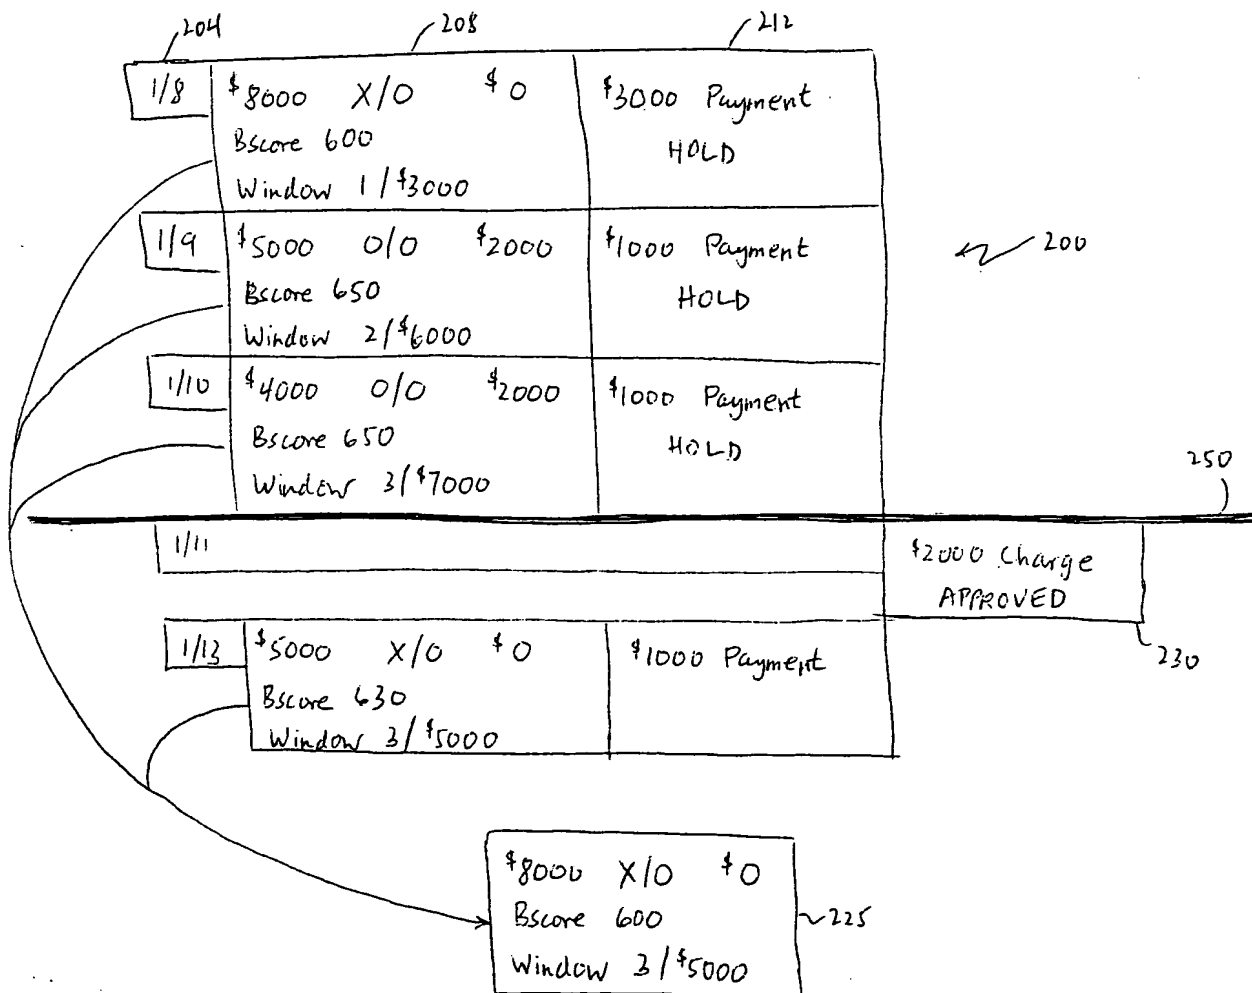 204 208 212
1/8 $8000 X/0 $0 $3000 Payment
Bscore 600 HOLD
Window 1/$3000
1/9 $5000 0/0 $2000 $1000 Payment
200
Bscore 650 HOLD
Window 2/$6000
1/10 $4000 0/0 $2000 $1000 Payment
Bscore 650 HOLD
Window 3/$7000
250
1/11 $2000 Charge
APPROVED
1/13 $5000 X/0 $0 $1000 Payment
230
Bscore 630
Window 3/$5000
$8000 X/0 $0
Bscore 600
225
Window 3/$5000